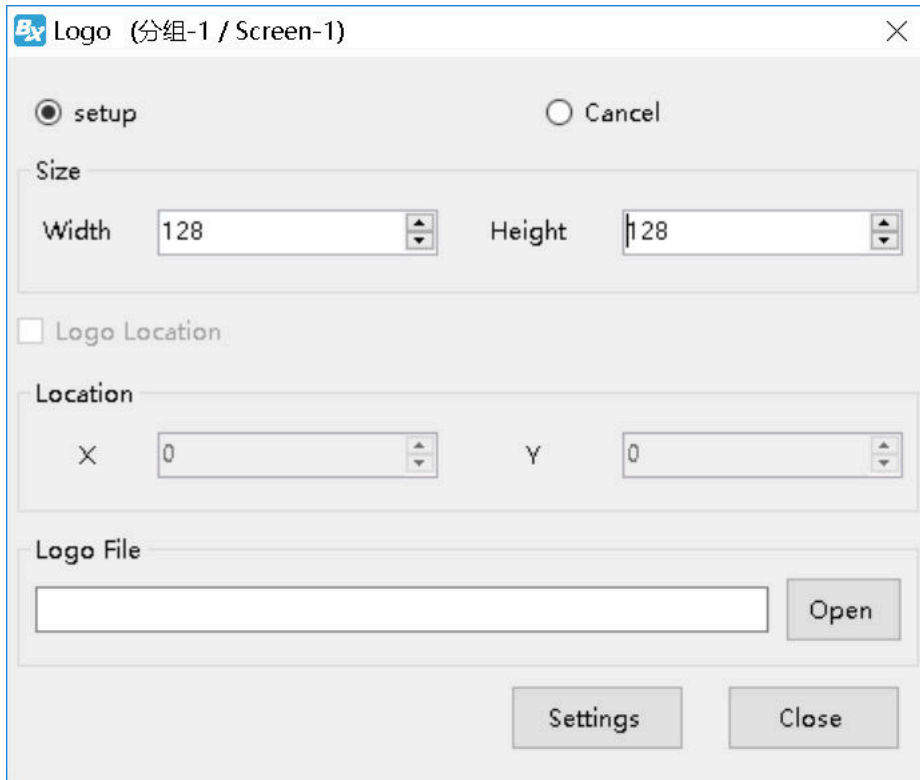 BX Logo (分组-1 / Screen-1)
setup Cancel
Size
Width 128 Height 128
Logo Location
Location
X 0 Y 0
Logo File
Open
Settings Close